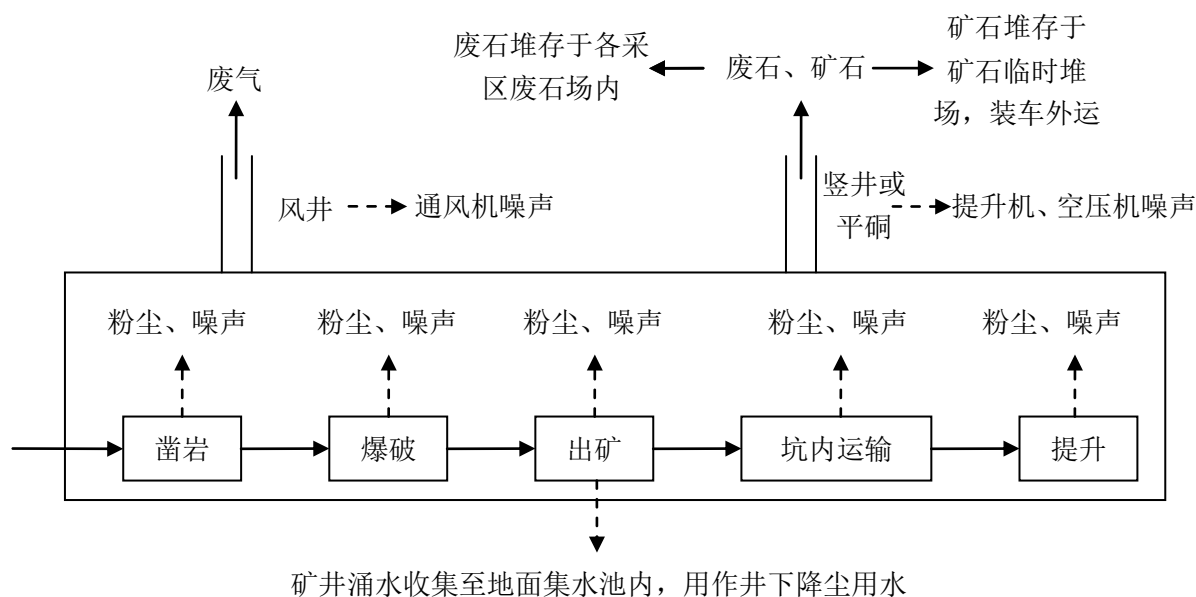 废石堆存于各采
区废石场内
废石、矿石
矿石堆存于
矿石临时堆
场，装车外运
废气
风井
通风机噪声
竖井或
平硐
提升机、空压机噪声
粉尘、噪声
粉尘、噪声
粉尘、噪声
粉尘、噪声
粉尘、噪声
凿岩
爆破
出矿
坑内运输
提升
矿井涌水收集至地面集水池内，用作井下降尘用水